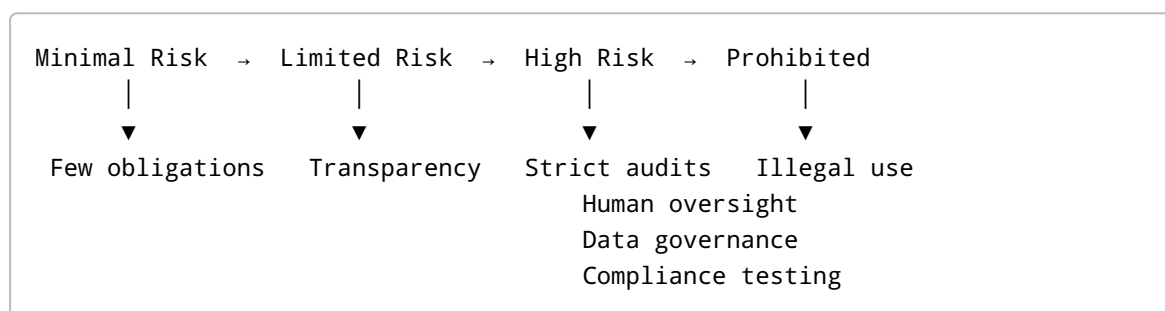 Minimal Risk → Limited Risk → High Risk → Prohibited
Few obligations Transparency Strict audits Illegal use
Human oversight
Data governance
Compliance testing